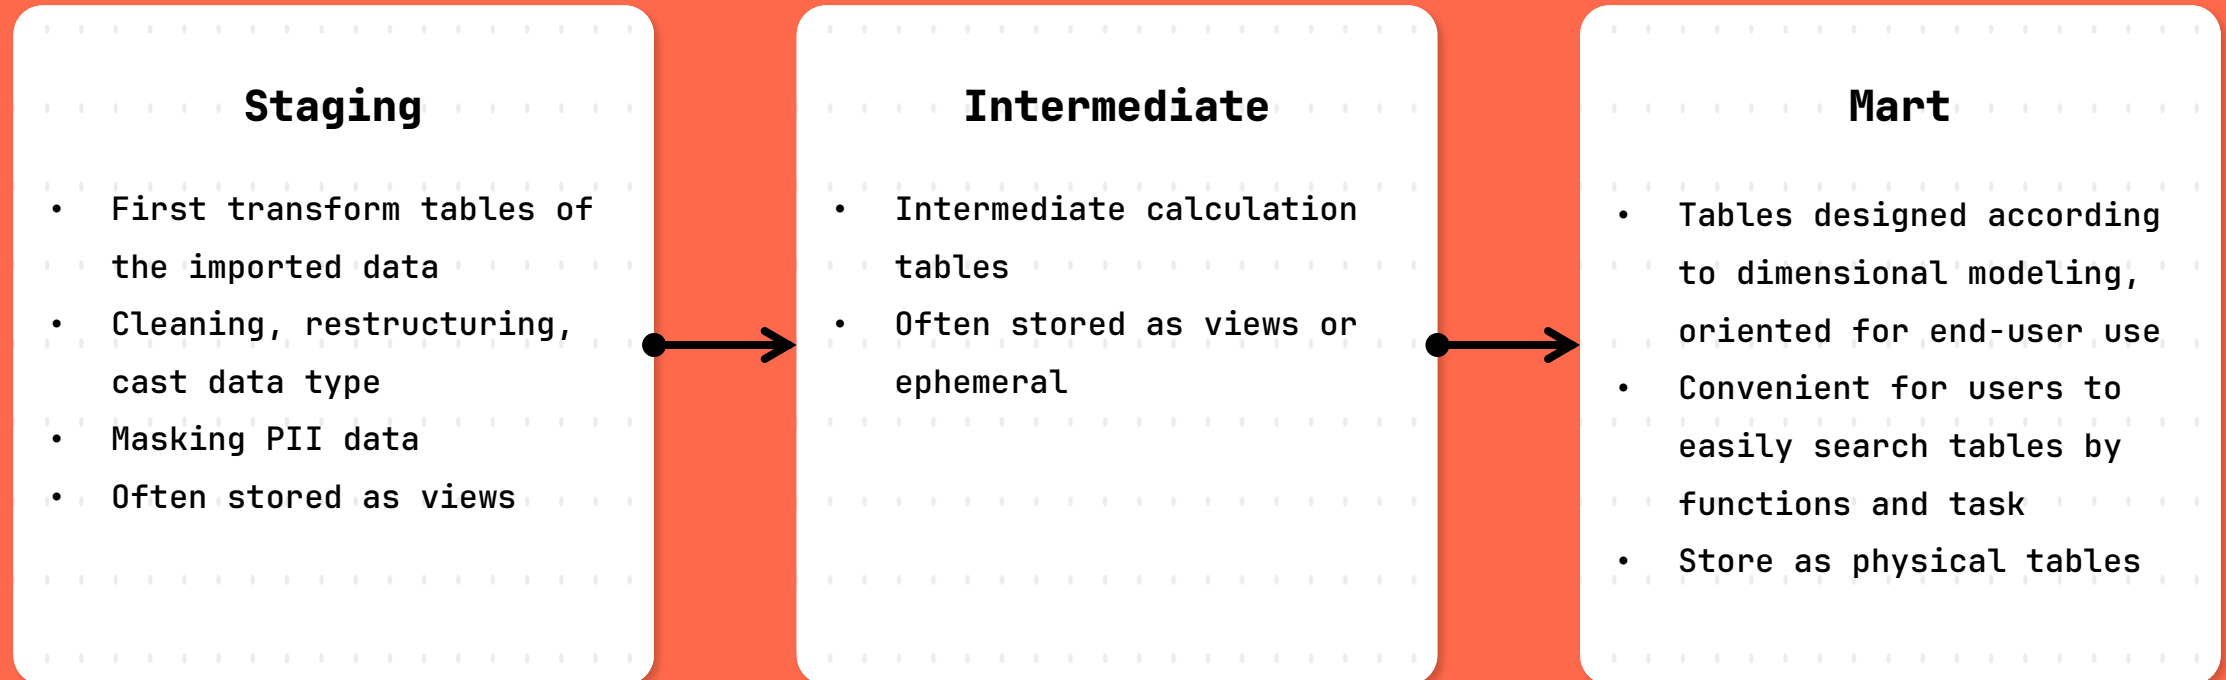 Staging
• First transform tables of
the imported data
• Cleaning, restructuring,
cast data type
• Masking PII data
• Often stored as views
Intermediate
• Intermediate calculation
tables
• Often stored as views or
ephemeral
Mart
• Tables designed according
to dimensional modeling,
oriented for end-user use
• Convenient for users to
easily search tables by
functions and task
• Store as physical tables